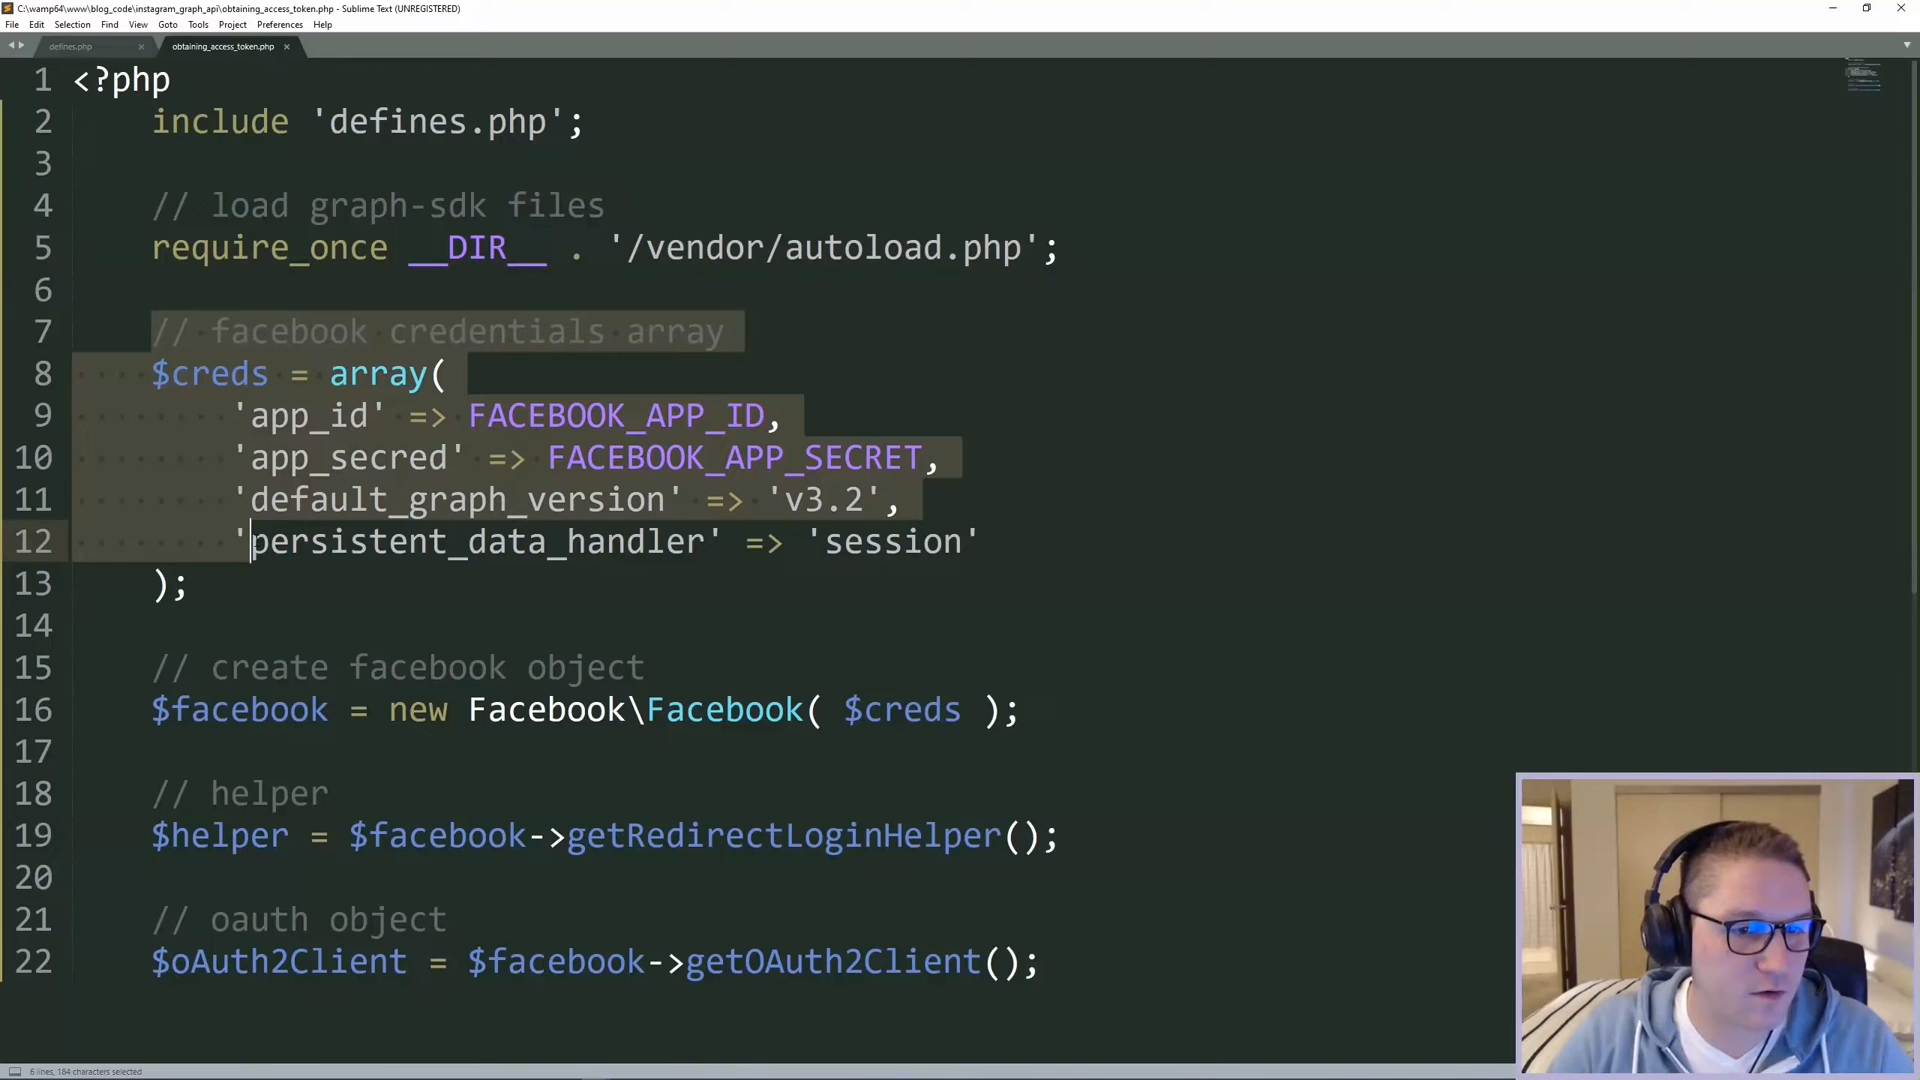 C:\wamp64\www\blog_code\instagram_graph_api\obtaining_access_token.php - Sublime Text (UNREGISTERED)
File Edit Selection Find View Goto Tools Project Preferences Help
defines.php obtaining_access_token.php
1 <?php
2 include 'defines.php';
3
4 // load graph-sdk files
5 require_once __DIR__ . '/vendor/autoload.php';
6
7 // facebook credentials array
8 $creds = array(
9 'app_id' => FACEBOOK_APP_ID,
10 'app_secred' => FACEBOOK_APP_SECRET,
11 'default_graph_version' => 'v3.2',
12 'persistent_data_handler' => 'session'
13 );
14
15 // create facebook object
16 $facebook = new Facebook\Facebook( $creds );
17
18 // helper
19 $helper = $facebook->getRedirectLoginHelper();
20
21 // oauth object
22 $oAuth2Client = $facebook->getOAuth2Client();
6 lines, 184 characters selected